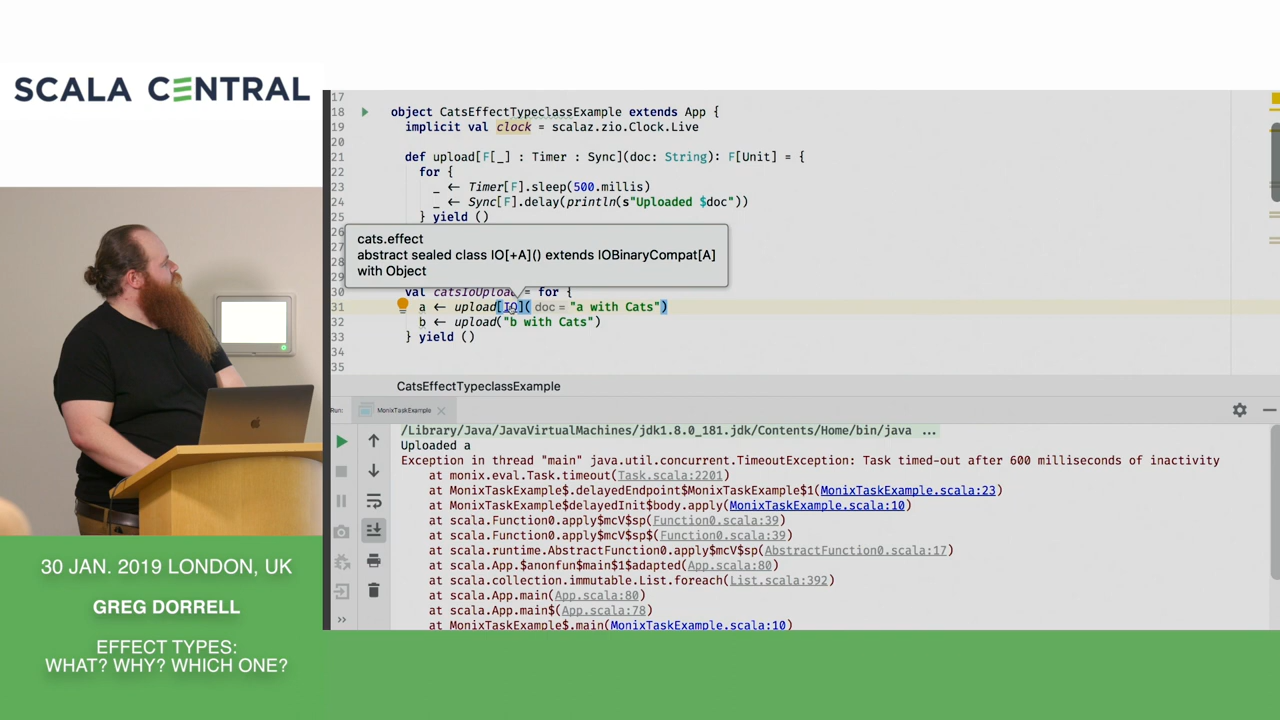 SCALA CENTRAL
30 JAN. 2019 LONDON, UK
GREG DORRELL
EFFECT TYPES:
WHAT? WHY? WHICH ONE?
17
18 object CatsEffectTypeclassExample extends App {
19 implicit val clock = scalaz.zio.Clock.Live
20
21 def upload[F[_] : Timer : Sync](doc: String): F[Unit] = {
22 for {
23 _ ← Timer[F].sleep(500.millis)
24 _ ← Sync[F].delay(println(s"Uploaded $doc"))
25 } yield ()
26
cats.effect
abstract sealed class IO[+A]() extends IOBinaryCompat[A]
with Object
30 val catsIoUpload = for {
31 a ← upload[IO]( doc = "a with Cats")
32 b ← upload("b with Cats")
33 } yield ()
34
35
CatsEffectTypeclassExample
Run: MonixTaskExample
/Library/Java/JavaVirtualMachines/jdk1.8.0_181.jdk/Contents/Home/bin/java ...
Uploaded a
Exception in thread "main" java.util.concurrent.TimeoutException: Task timed-out after 600 milliseconds of inactivity
at monix.eval.Task.timeout(Task.scala:2201)
at MonixTaskExample$.delayedEndpoint$MonixTaskExample$1(MonixTaskExample.scala:23)
at MonixTaskExample$delayedInit$body.apply(MonixTaskExample.scala:10)
at scala.Function0.apply$mcV$sp(Function0.scala:39)
at scala.Function0.apply$mcV$sp$(Function0.scala:39)
at scala.runtime.AbstractFunction0.apply$mcV$sp(AbstractFunction0.scala:17)
at scala.App.$anonfun$main$1$adapted(App.scala:80)
at scala.collection.immutable.List.foreach(List.scala:392)
at scala.App.main(App.scala:80)
at scala.App.main$(App.scala:78)
at MonixTaskExample$.main(MonixTaskExample.scala:10)